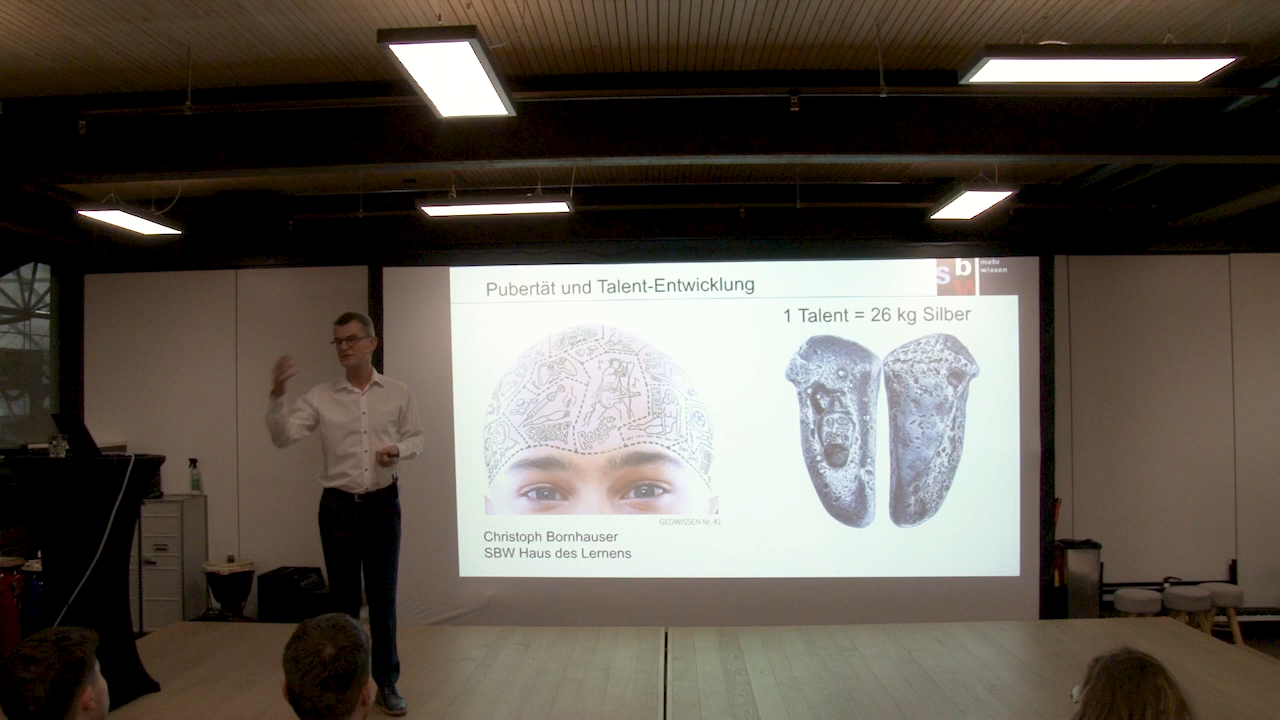 Pubertät und Talent-Entwicklung
sb
mehr
wissen
1 Talent = 26 kg Silber
GEOWISSEN Nr. 41
Christoph Bornhauser
SBW Haus des Lernens